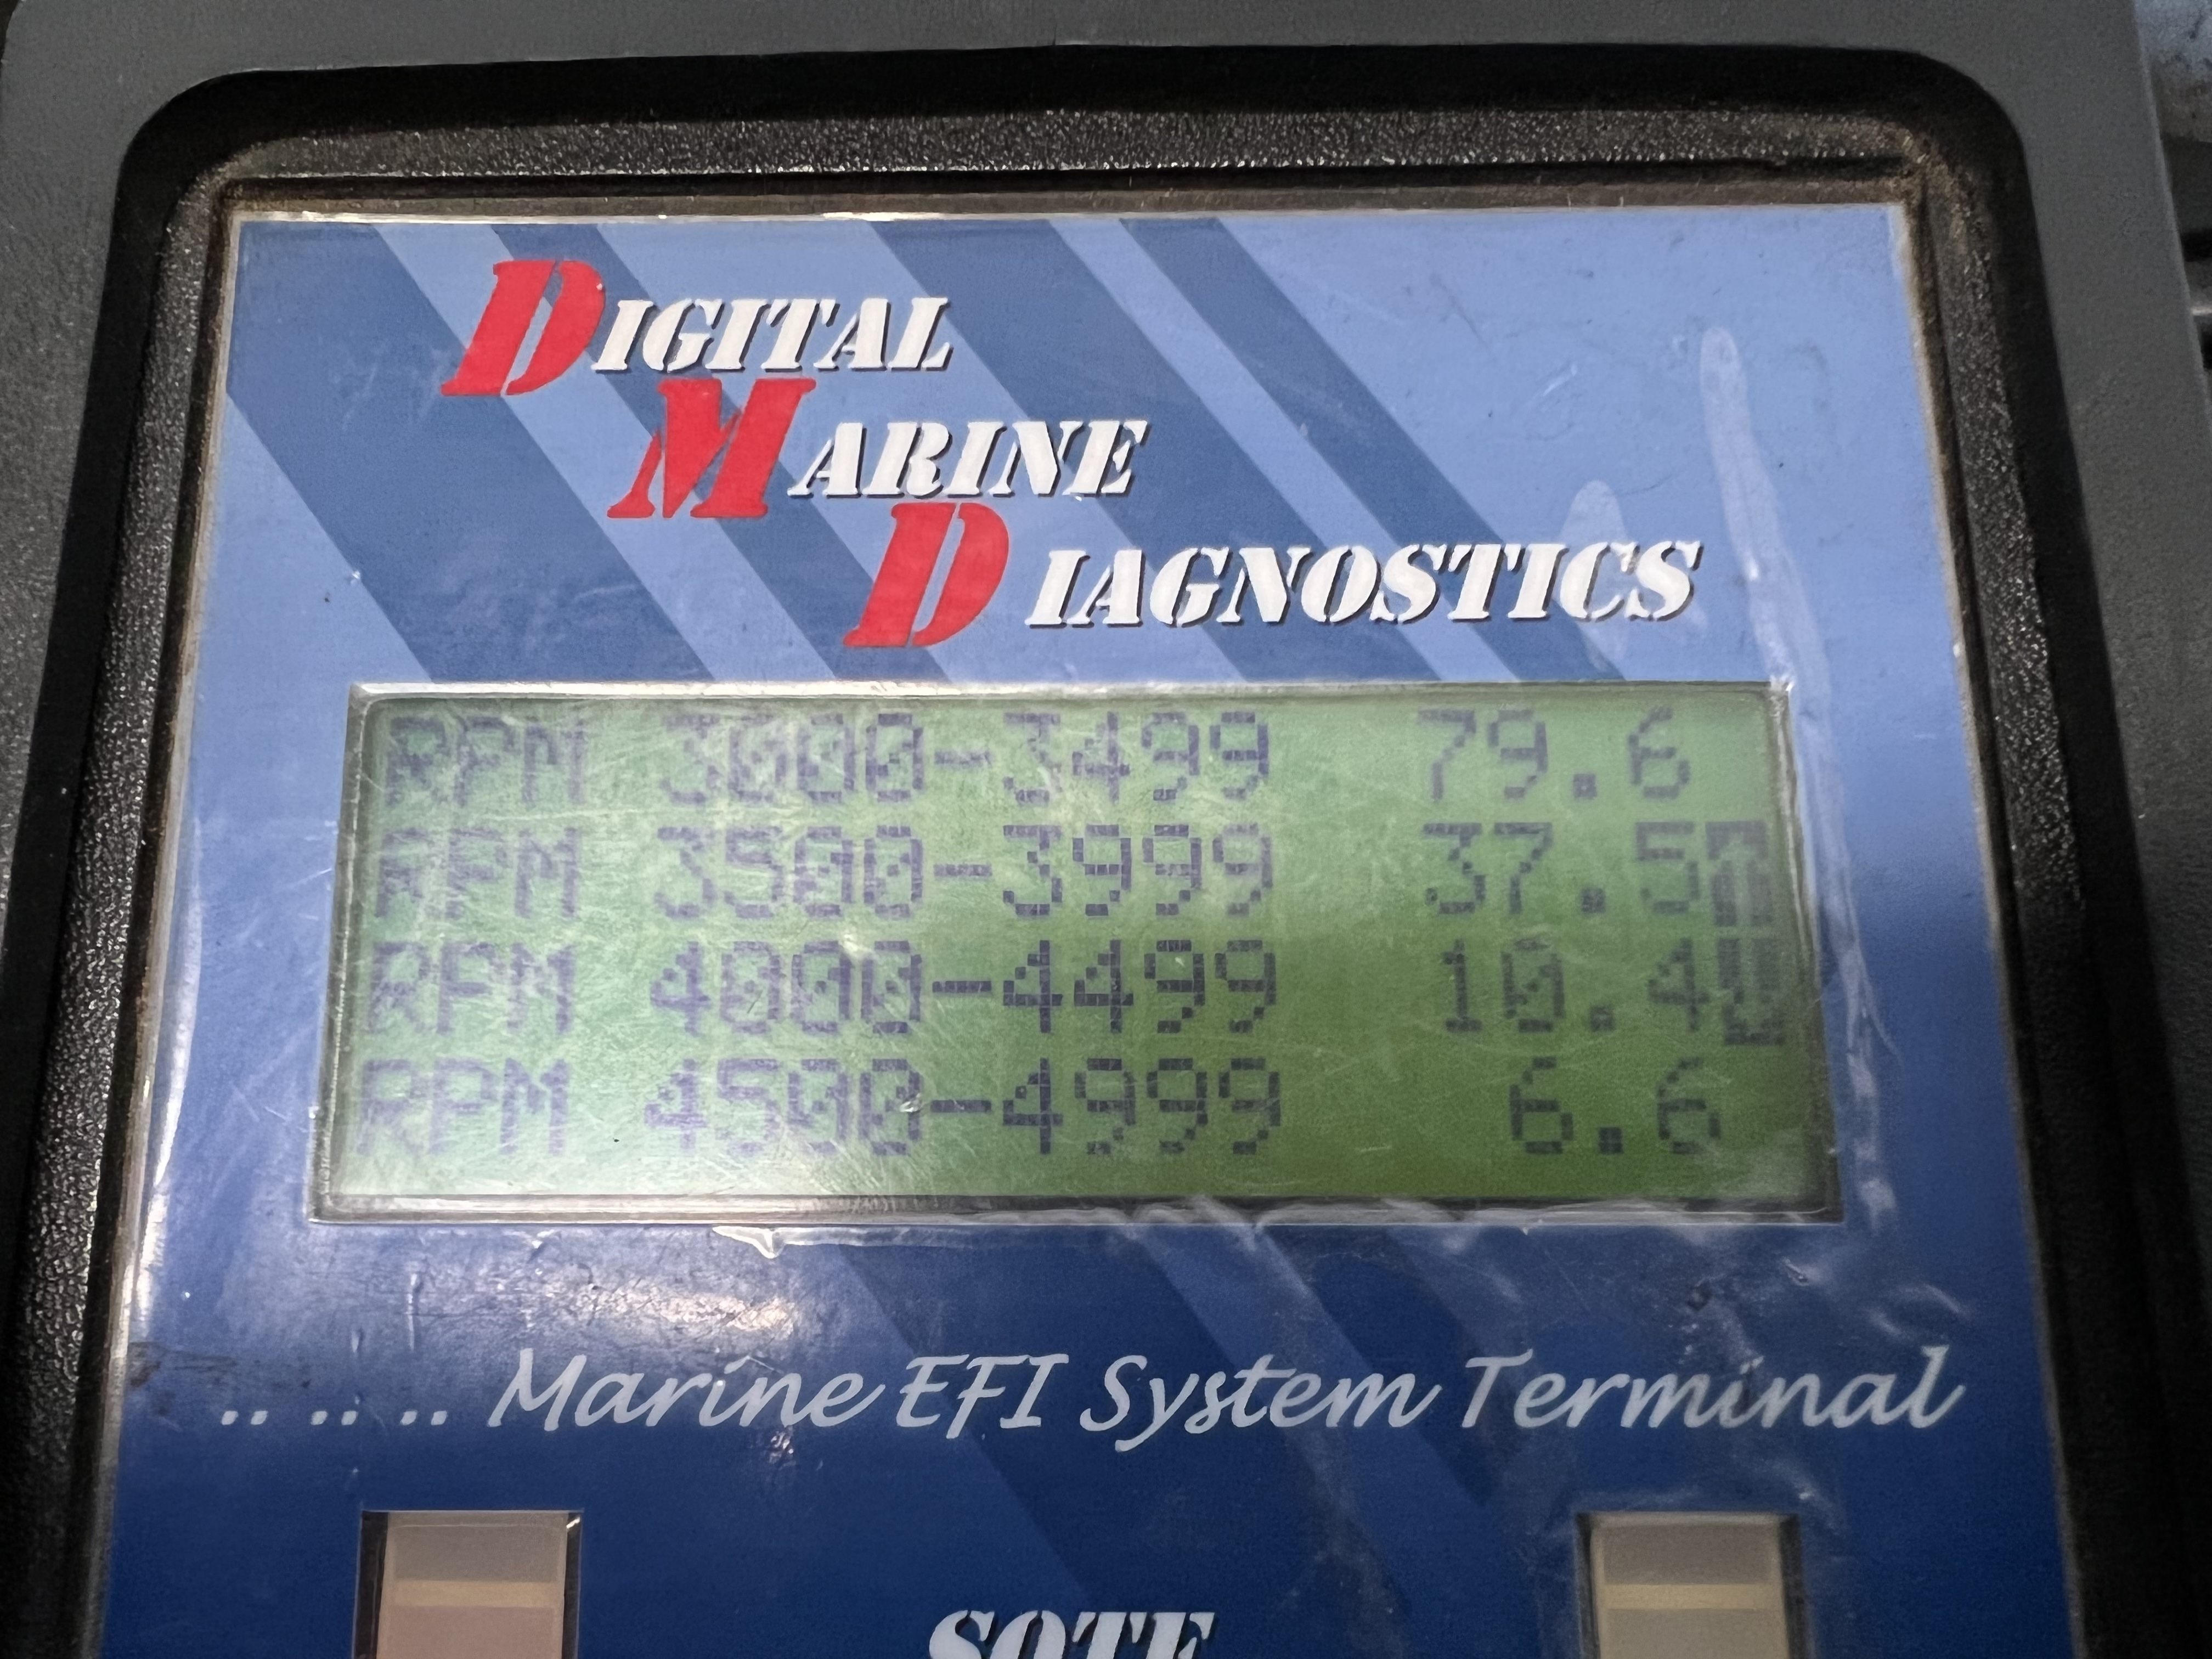 DIGITAL
MARINE
DIAGNOSTICS
RPM 3000-3499 79.6
RPM 3500-3999 37.5
RPM 4000-4499 10.4
RPM 4500-4999 6.6
.. .. .. Marine EFI System Terminal